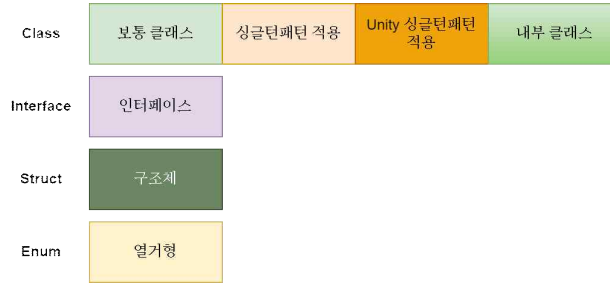 Class
보통 클래스
싱글턴패턴 적용
Unity 싱글턴패턴
적용
내부 클래스
Interface
인터페이스
Struct
구조체
Enum
열거형